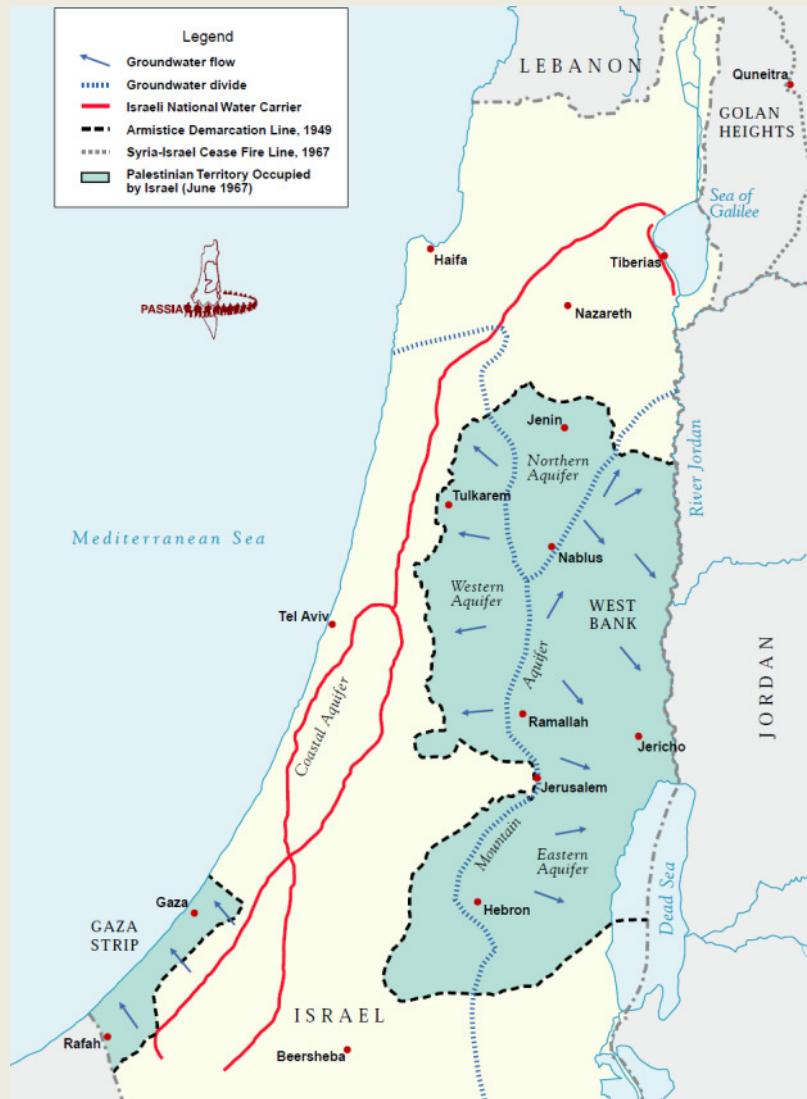 Legend
Groundwater flow
Groundwater divide
Israeli National Water Carrier
Armistice Demarcation Line, 1949
Syria-Israel Cease Fire Line, 1967
Palestinian Territory Occupied
by Israel (June 1967)
PASSIA
LEBANON
Quneitra
GOLAN
HEIGHTS
Sea of
Galilee
Haifa
Tiberias
Nazareth
Jenin
Northern
Aquifer
Tulkarem
River Jordan
Mediterranean Sea
Nablus
Western
Aquifer
WEST
BANK
Tel Aviv
Aquifer
JORDAN
Coastal Aquifer
Ramallah
Jericho
Jerusalem
Mountain
Eastern
Aquifer
Dead Sea
Hebron
Gaza
GAZA
STRIP
ISRAEL
Rafah
Beersheba